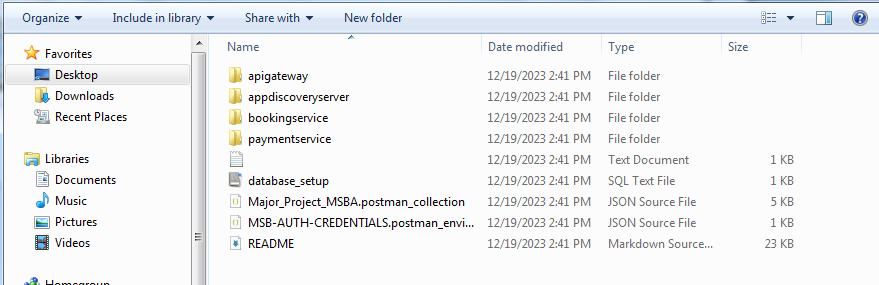 Organize Include in library Share with New folder
Favorites
Desktop
Downloads
Recent Places
Libraries
Documents
Music
Pictures
Videos
Homegroup
Name Date modified Type Size
apigateway 12/19/2023 2:41 PM File folder
appdiscoveryserver 12/19/2023 2:41 PM File folder
bookingservice 12/19/2023 2:41 PM File folder
paymentservice 12/19/2023 2:41 PM File folder
12/19/2023 2:41 PM Text Document 1 KB
database_setup 12/19/2023 2:41 PM SQL Text File 1 KB
Major_Project_MSBA.postman_collection 12/19/2023 2:41 PM JSON Source File 5 KB
MSB-AUTH-CREDENTIALS.postman_envi... 12/19/2023 2:41 PM JSON Source File 1 KB
README 12/19/2023 2:41 PM Markdown Source... 23 KB